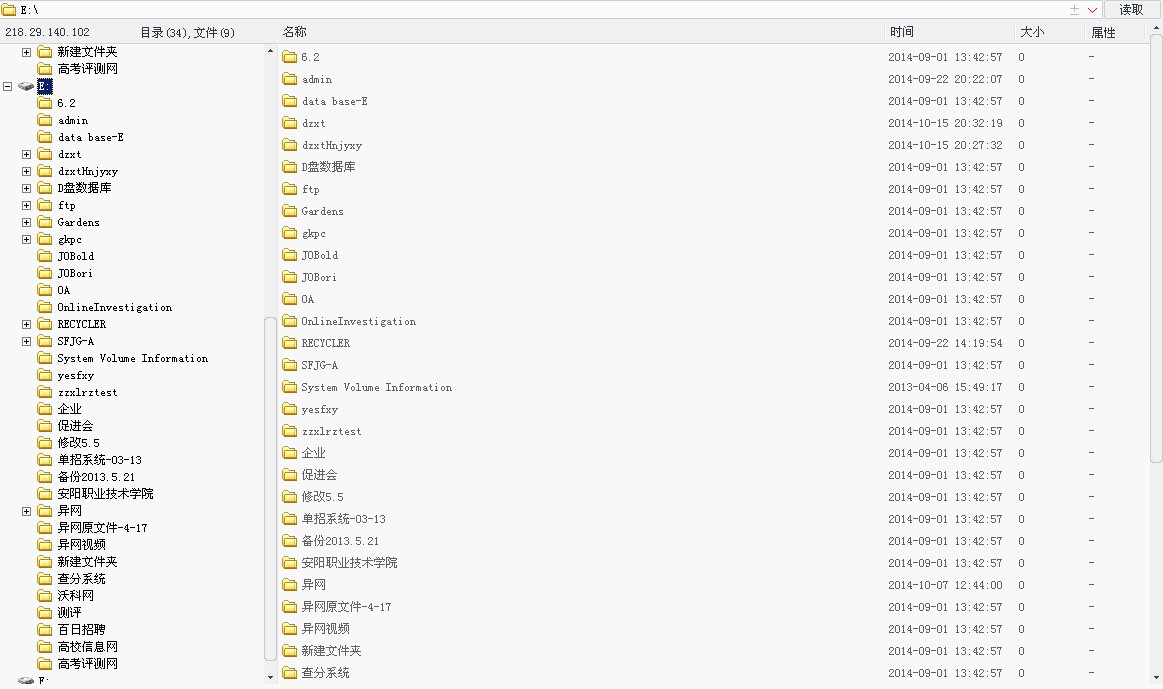 E:\
读取
218.29.140.102 目录(34),文件(9)
名称 时间 大小 属性
新建文件夹
高考评测网
E:
6.2
admin
data base-E
dzxt
dzxtHnjyxy
D盘数据库
ftp
Gardens
gkpc
JOBold
JOBori
OA
OnlineInvestigation
RECYCLER
SFJG-A
System Volume Information
yesfxy
zzxlrztest
企业
促进会
修改5.5
单招系统-03-13
备份2013.5.21
安阳职业技术学院
异网
异网原文件-4-17
异网视频
新建文件夹
查分系统
沃科网
测评
百日招聘
高校信息网
高考评测网
F:
6.2 2014-09-01 13:42:57 0 -
admin 2014-09-22 20:22:07 0 -
data base-E 2014-09-01 13:42:57 0 -
dzxt 2014-10-15 20:32:19 0 -
dzxtHnjyxy 2014-10-15 20:27:32 0 -
D盘数据库 2014-09-01 13:42:57 0 -
ftp 2014-09-01 13:42:57 0 -
Gardens 2014-09-01 13:42:57 0 -
gkpc 2014-09-01 13:42:57 0 -
JOBold 2014-09-01 13:42:57 0 -
JOBori 2014-09-01 13:42:57 0 -
OA 2014-09-01 13:42:57 0 -
OnlineInvestigation 2014-09-01 13:42:57 0 -
RECYCLER 2014-09-22 14:19:54 0 -
SFJG-A 2014-09-01 13:42:57 0 -
System Volume Information 2013-04-06 15:49:17 0 -
yesfxy 2014-09-01 13:42:57 0 -
zzxlrztest 2014-09-01 13:42:57 0 -
企业 2014-09-01 13:42:57 0 -
促进会 2014-09-01 13:42:57 0 -
修改5.5 2014-09-01 13:42:57 0 -
单招系统-03-13 2014-09-01 13:42:57 0 -
备份2013.5.21 2014-09-01 13:42:57 0 -
安阳职业技术学院 2014-09-01 13:42:57 0 -
异网 2014-10-07 12:44:00 0 -
异网原文件-4-17 2014-09-01 13:42:57 0 -
异网视频 2014-09-01 13:42:57 0 -
新建文件夹 2014-09-01 13:42:57 0 -
查分系统 2014-09-01 13:42:57 0 -